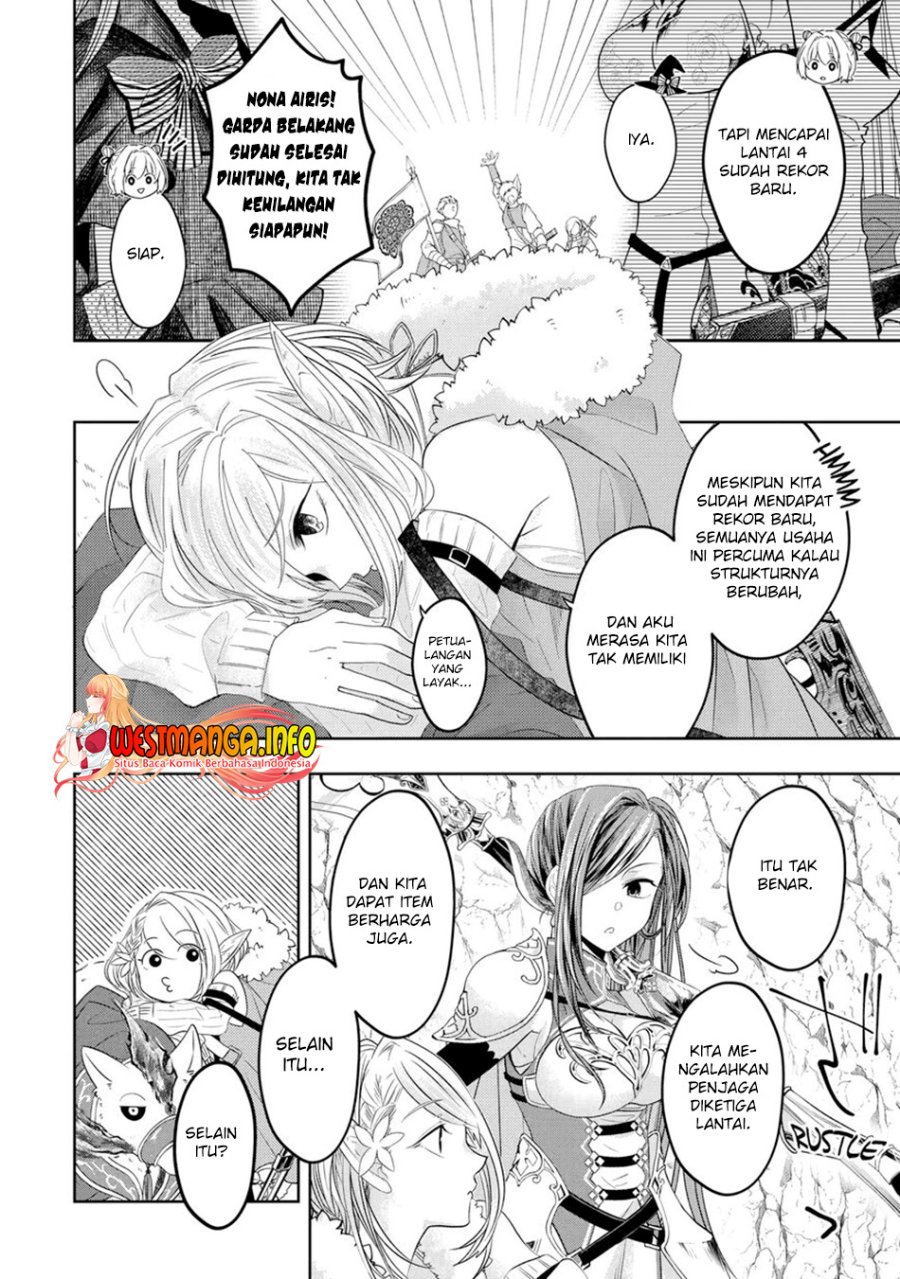 TAPI MENCAPAI
LANTAI 4
SUDAH REKOR
BARU.
IYA.
NONA AIRIS!
GARDA BELAKANG
SUDAH SELESAI
DIHITUNG, KITA TAK
KEHILANGAN
SIAPAPUN!
SIAP.
HMMM
MESKIPUN KITA
SUDAH MENDAPAT
REKOR BARU,
SEMUANYA USAHA
INI PERCUMA KALAU
STRUKTURNYA
BERUBAH,
DAN AKU
MERASA KITA
TAK MEMILIKI
PETUA-
LANGAN
YANG
LAYAK...
WESTMANGA.INFO
Situs Baca Komik Berbahasa Indonesia
ITU TAK
BENAR.
KITA ME-
NGALAHKAN
PENJAGA
DIKETIGA
LANTAI.
RUSTLE
DAN KITA
DAPAT ITEM
BERHARGA
JUGA.
SELAIN
ITU...
SELAIN
ITU?